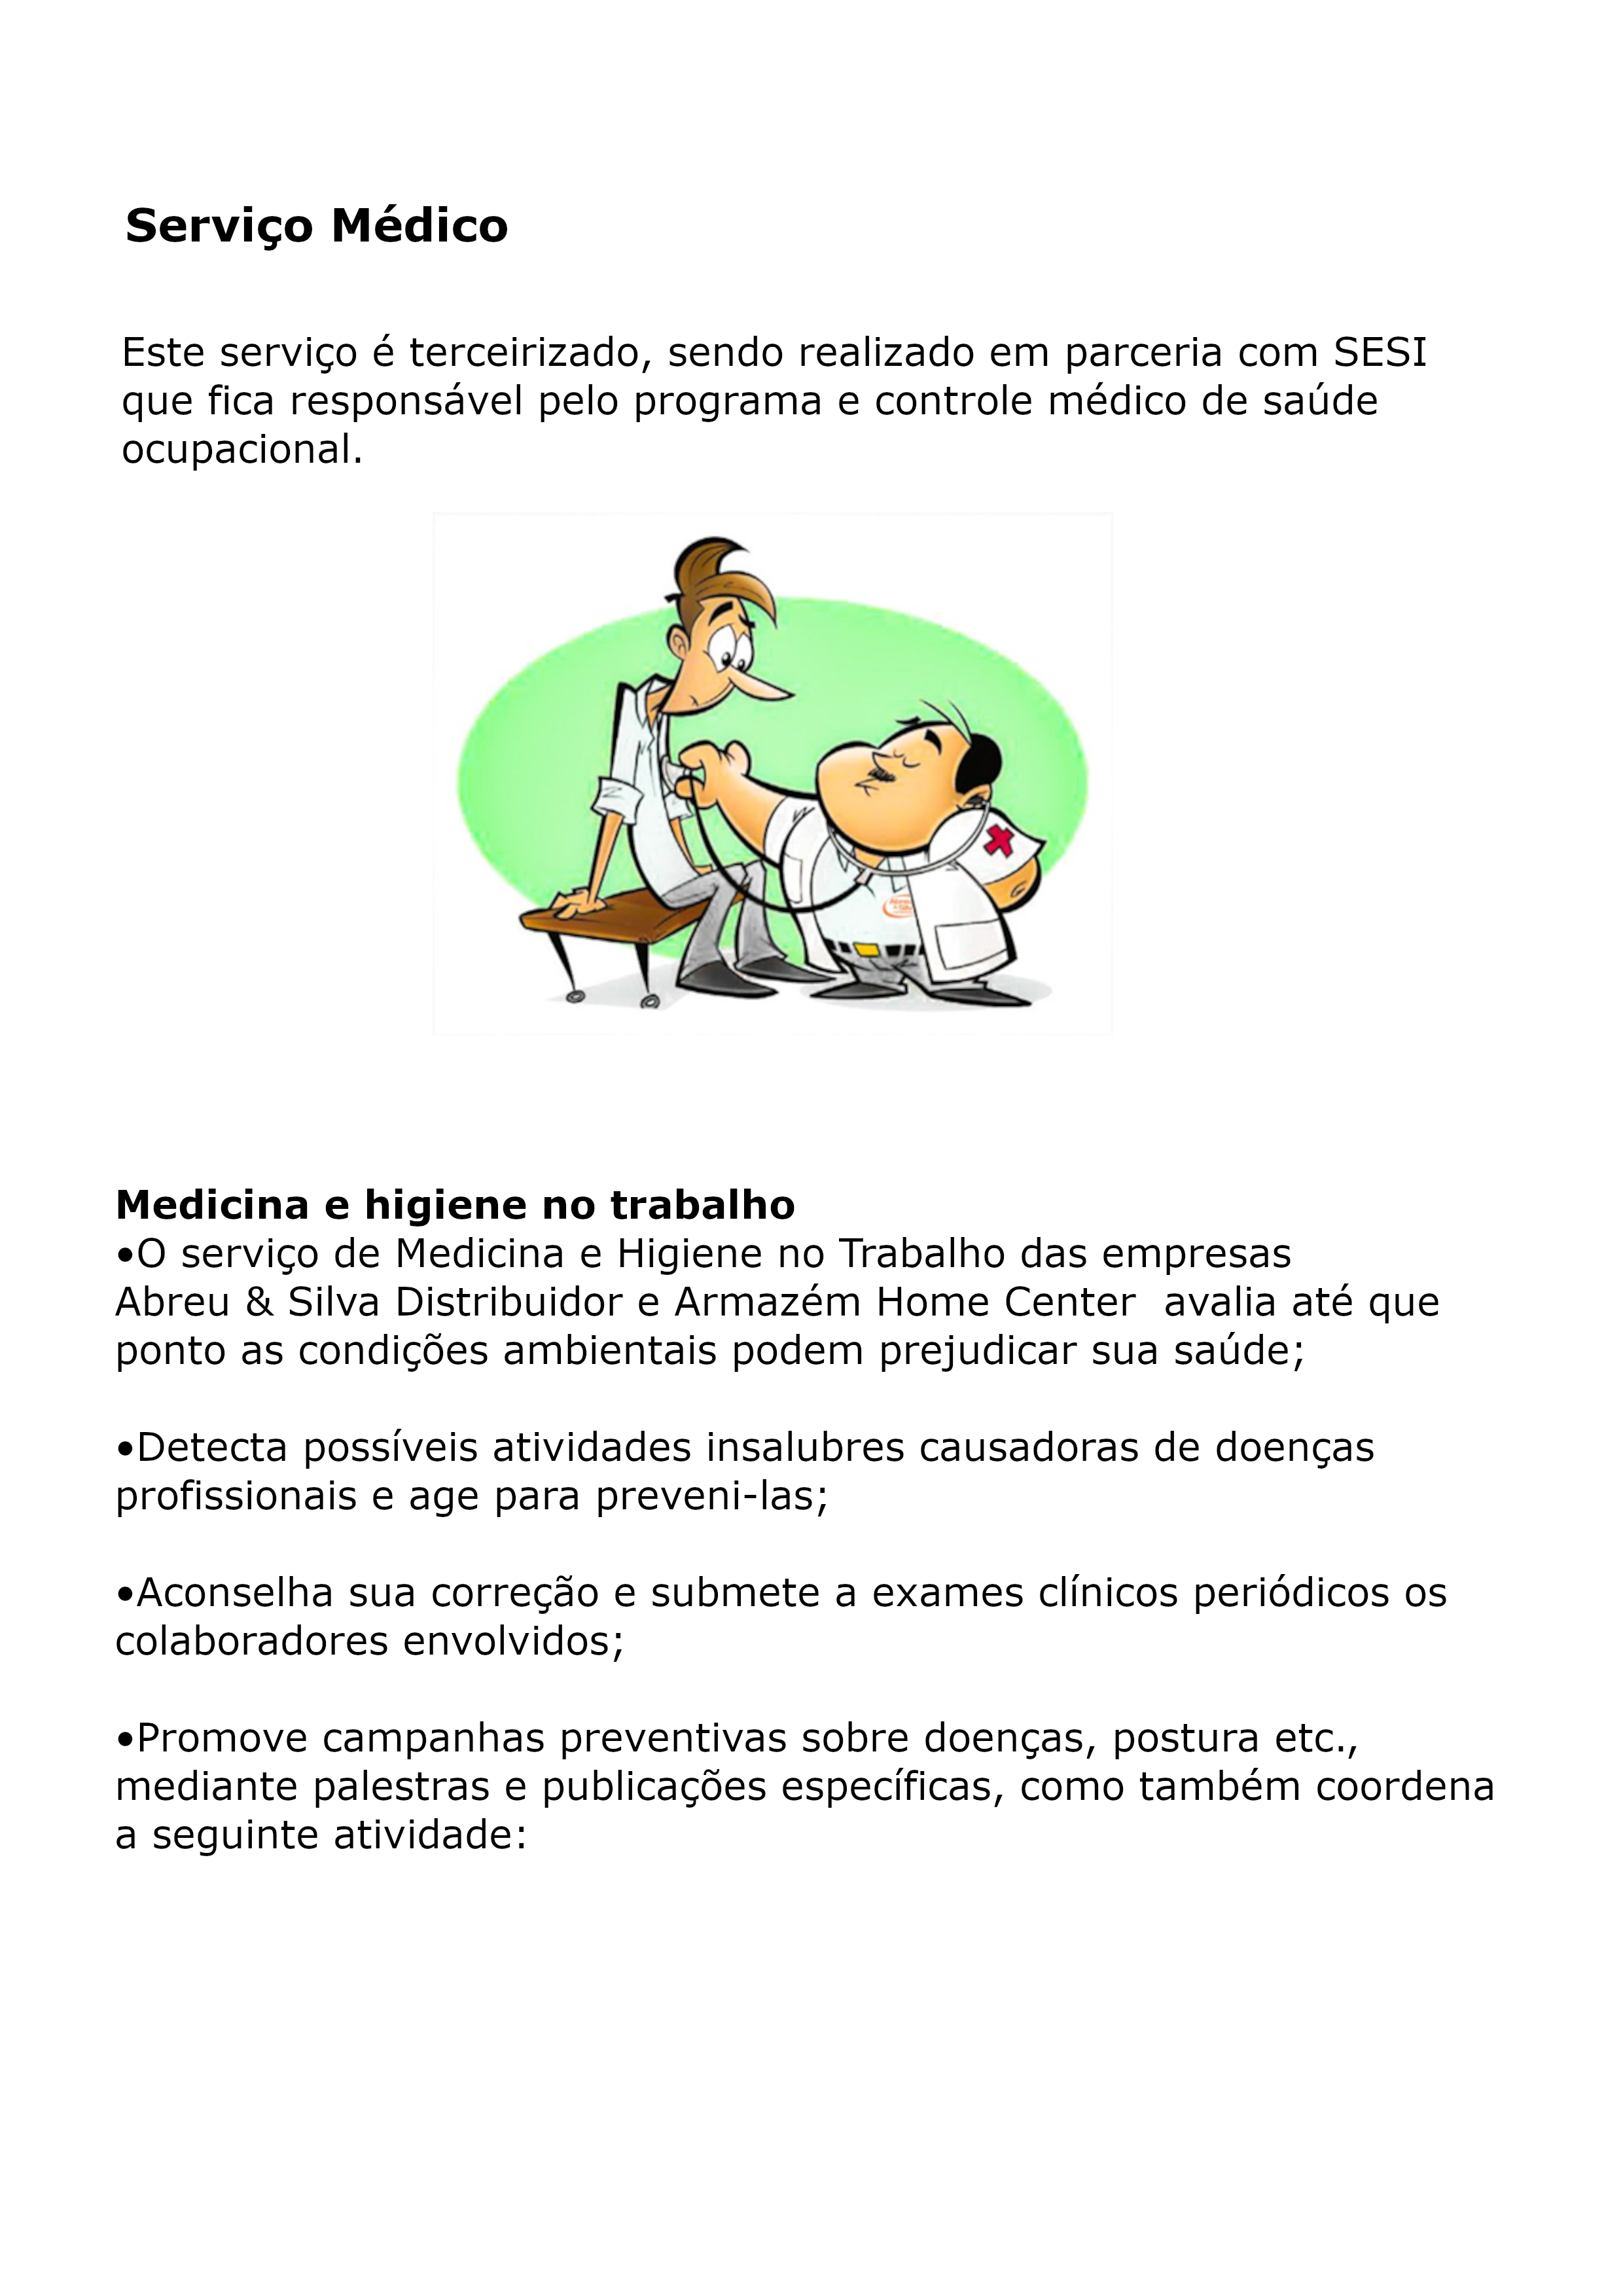 Serviço Médico
Este serviço é terceirizado, sendo realizado em parceria com SESI
que fica responsável pelo programa e controle médico de saúde
ocupacional.
Medicina e higiene no trabalho
•O serviço de Medicina e Higiene no Trabalho das empresas
Abreu & Silva Distribuidor e Armazém Home Center  avalia até que
ponto as condições ambientais podem prejudicar sua saúde;
•Detecta possíveis atividades insalubres causadoras de doenças
profissionais e age para preveni-las;
•Aconselha sua correção e submete a exames clínicos periódicos os
colaboradores envolvidos;
•Promove campanhas preventivas sobre doenças, postura etc.,
mediante palestras e publicações específicas, como também coordena
a seguinte atividade: